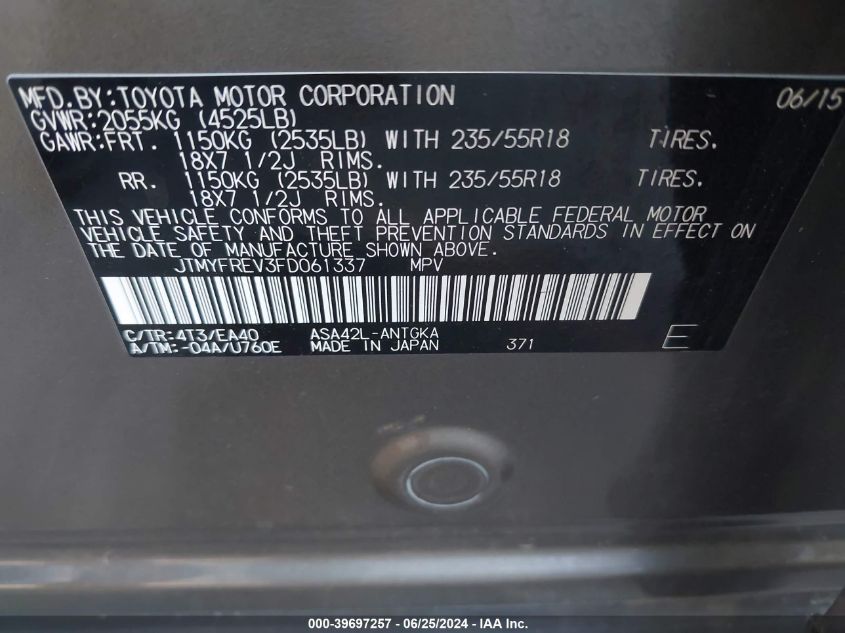 MFD.BY:TOYOTA MOTOR CORPORATION 06/15
GVWR:2055KG (4525LB)
GAWR:FRT. 1150KG (2535LB) WITH 235/55R18 TIRES.
18X7 1/2J RIMS.
RR. 1150KG (2535LB) WITH 235/55R18 TIRES.
18X7 1/2J RIMS.
THIS VEHICLE CONFORMS TO ALL APPLICABLE FEDERAL MOTOR
VEHICLE SAFETY AND THEFT PREVENTION STANDARDS IN EFFECT ON
THE DATE OF MANUFACTURE SHOWN ABOVE.
JTMYFREV3FD061337 MPV
C/TR:4T3/EA40 ASA42L-ANTGKA
A/TM:-04A/U760E MADE IN JAPAN 371 E
000-39697257 - 06/25/2024 - IAA Inc.